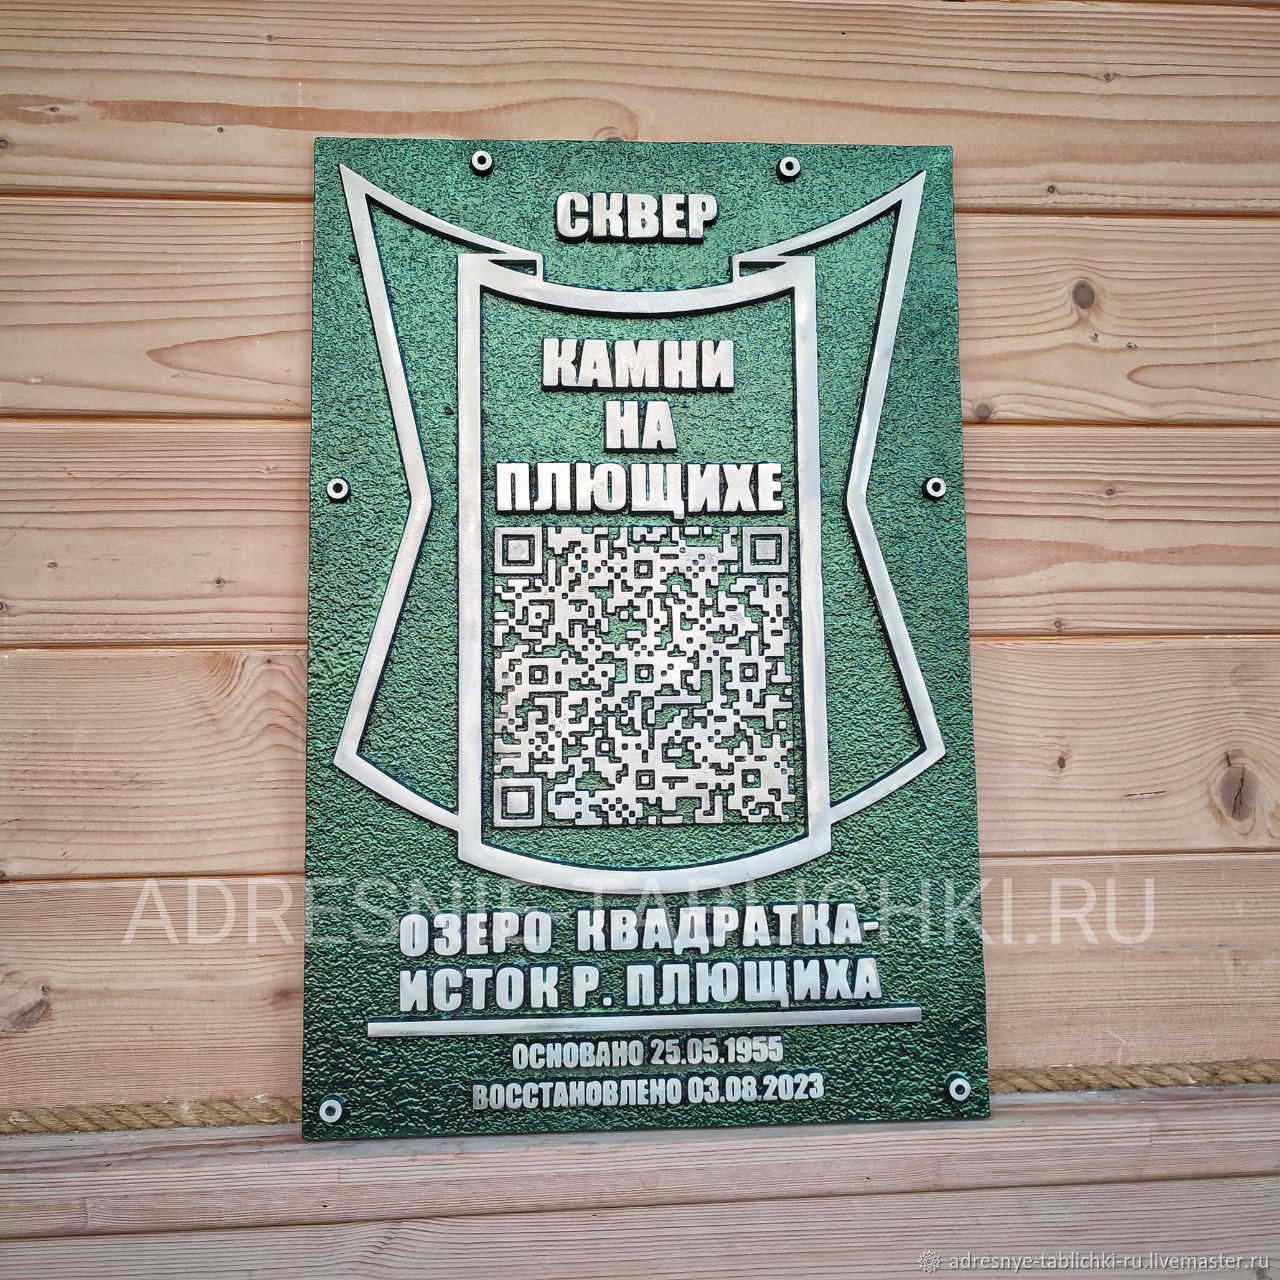 СКВЕР
КАМНИ
НА
ПЛЮЩИХЕ
ADRESNIE-TABLICHKI.RU
ОЗЕРО КВАДРАТКА-
ИСТОК Р. ПЛЮЩИХА
ОСНОВАНО 25.05.1955
ВОССТАНОВЛЕНО 03.08.2023
adresnye-tablichki-ru.livemaster.ru